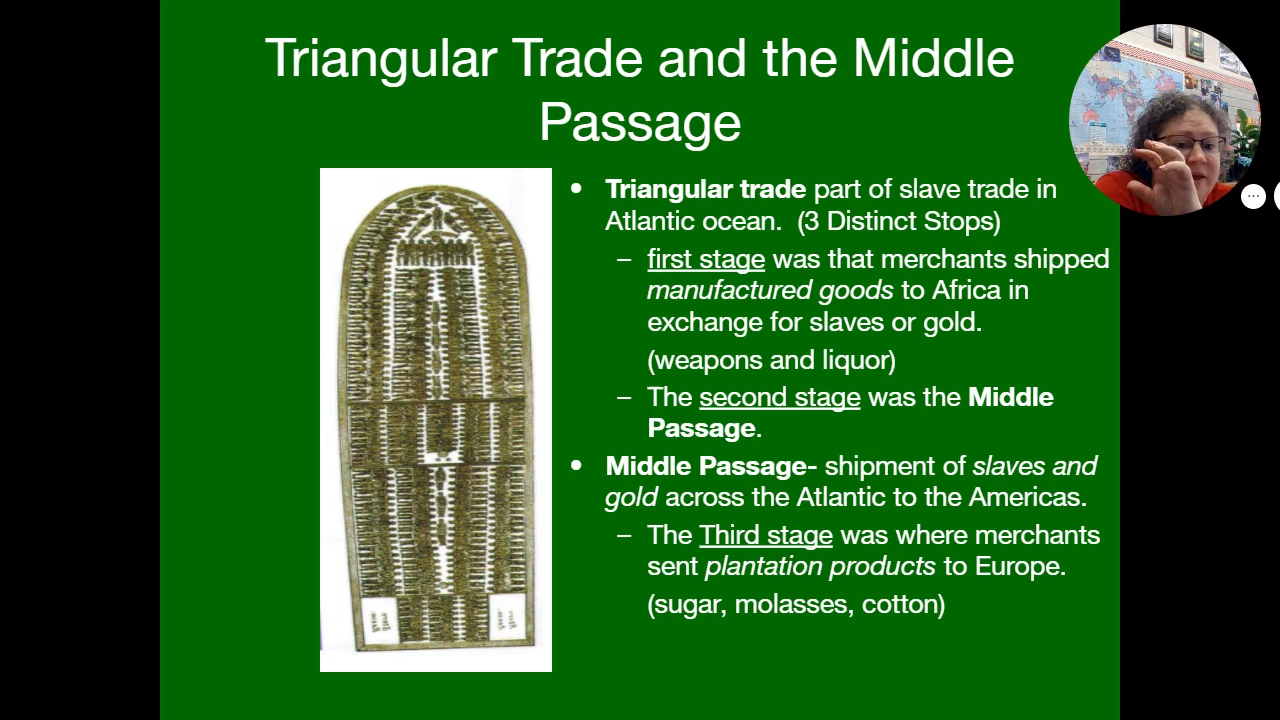 Triangular Trade and the Middle
Passage
• Triangular trade part of slave trade in
Atlantic ocean.  (3 Distinct Stops)
– first stage was that merchants shipped
manufactured goods to Africa in
exchange for slaves or gold.
(weapons and liquor)
– The second stage was the Middle
Passage.
• Middle Passage- shipment of slaves and
gold across the Atlantic to the Americas.
– The Third stage was where merchants
sent plantation products to Europe.
(sugar, molasses, cotton)